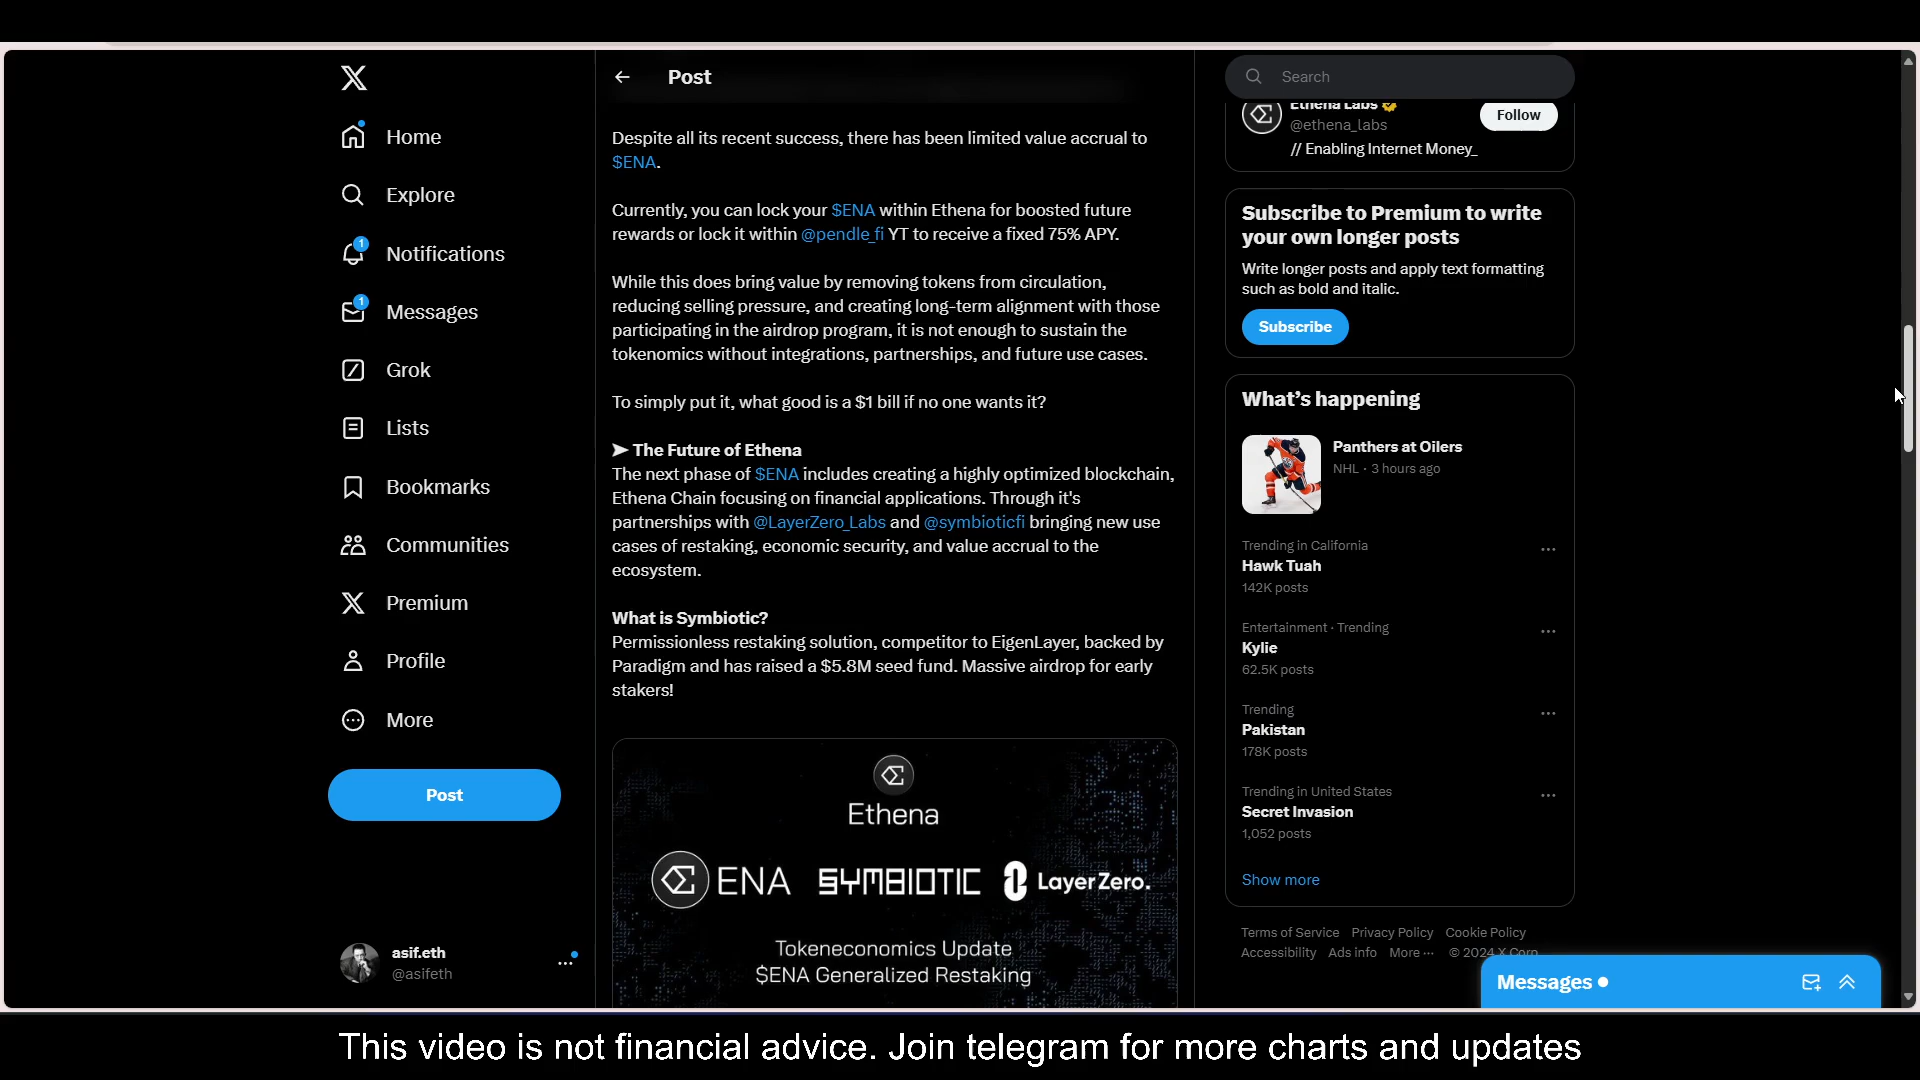 Home
Explore
1
Notifications
1
Messages
Grok
Lists
Bookmarks
Communities
Premium
Profile
More
Post
asif.eth
@asifeth
Post
Despite all its recent success, there has been limited value accrual to
$ENA.
Currently, you can lock your $ENA within Ethena for boosted future
rewards or lock it within @pendle_fi YT to receive a fixed 75% APY.
While this does bring value by removing tokens from circulation,
reducing selling pressure, and creating long-term alignment with those
participating in the airdrop program, it is not enough to sustain the
tokenomics without integrations, partnerships, and future use cases.
To simply put it, what good is a $1 bill if no one wants it?
➤ The Future of Ethena
The next phase of $ENA includes creating a highly optimized blockchain,
Ethena Chain focusing on financial applications. Through it's
partnerships with @LayerZero_Labs and @symbioticfi bringing new use
cases of restaking, economic security, and value accrual to the
ecosystem.
What is Symbiotic?
Permissionless restaking solution, competitor to EigenLayer, backed by
Paradigm and has raised a $5.8M seed fund. Massive airdrop for early
stakers!
Ethena
ENA SYMBIOTIC LayerZero.
Tokeneconomics Update
$ENA Generalized Restaking
Search
Ethena Labs
@ethena_labs
Follow
// Enabling Internet Money_
Subscribe to Premium to write
your own longer posts
Write longer posts and apply text formatting
such as bold and italic.
Subscribe
What's happening
Panthers at Oilers
NHL · 3 hours ago
Trending in California
Hawk Tuah
142K posts
Entertainment · Trending
Kylie
62.5K posts
Trending
Pakistan
178K posts
Trending in United States
Secret Invasion
1,052 posts
Show more
Terms of Service Privacy Policy Cookie Policy
Accessibility Ads info More ··· © 2024 X Corp.
Messages
This video is not financial advice. Join telegram for more charts and updates